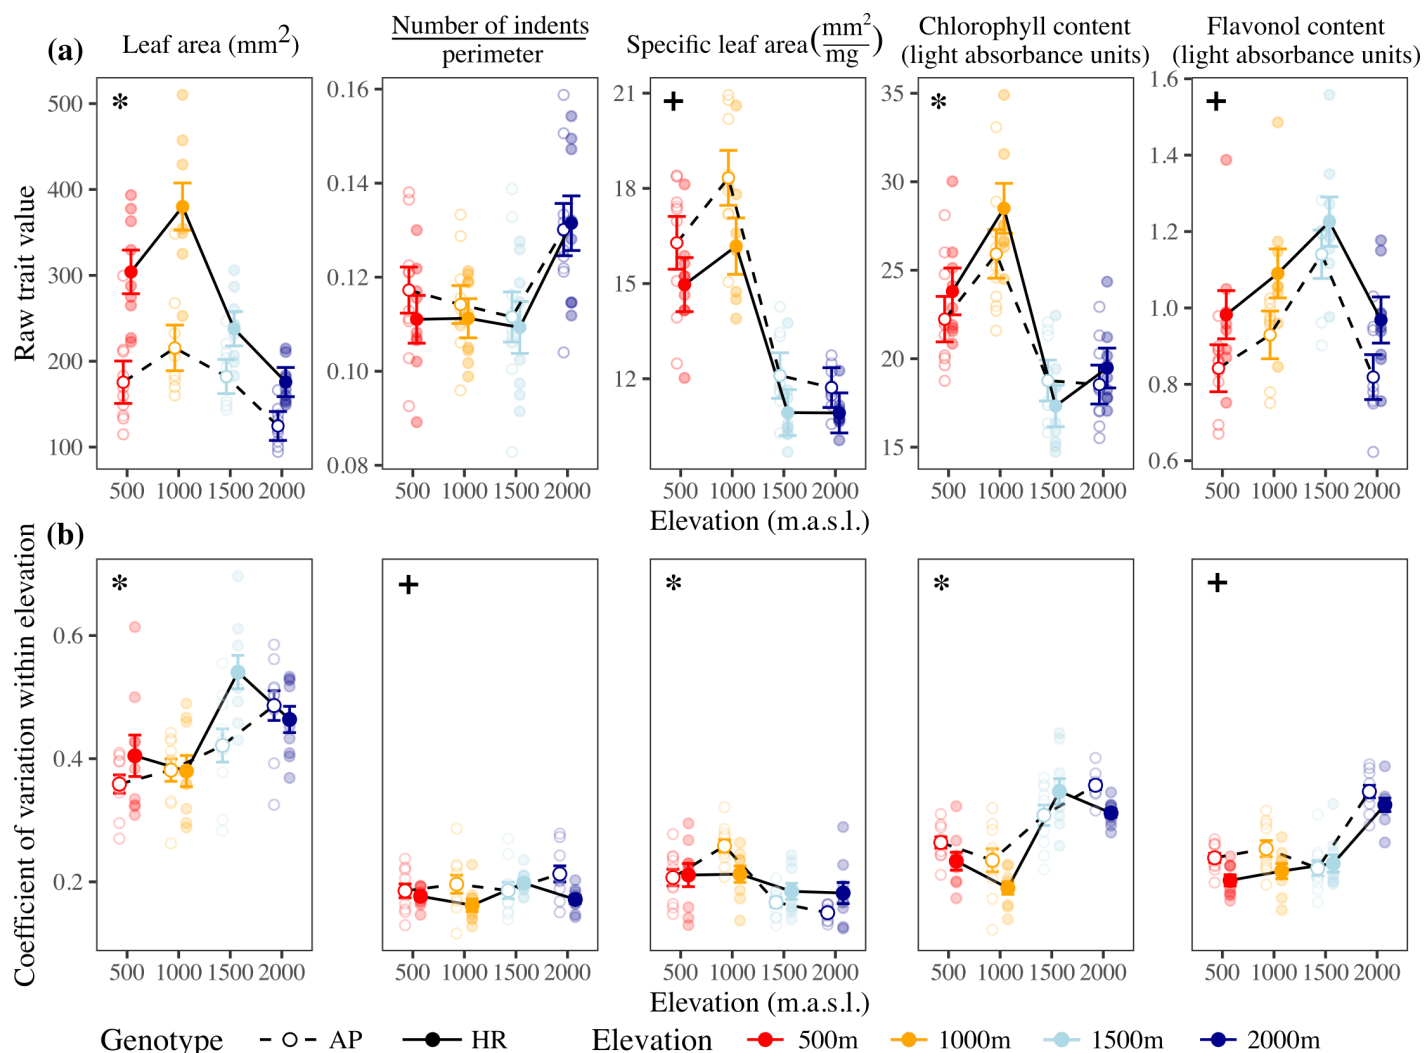 (a)
Leaf area (mm2)
Number of indents
perimeter
Specific leaf area (mm2
mg)
Chlorophyll content
(light absorbance units)
Flavonol content
(light absorbance units)
Raw trait value
500
400
300
200
100
*
500 1000 1500 2000
0.16
0.14
0.12
0.10
0.08
500 1000 1500 2000
21
18
15
12
+
500 1000 1500 2000
35
30
25
20
15
*
500 1000 1500 2000
1.6
1.4
1.2
1.0
0.8
0.6
+
500 1000 1500 2000
Elevation (m.a.s.l.)
(b)
Coefficient of variation within elevation
0.6
0.4
0.2
*
500 1000 1500 2000
+
500 1000 1500 2000
*
500 1000 1500 2000
*
500 1000 1500 2000
+
500 1000 1500 2000
Elevation (m.a.s.l.)
Genotype AP HR Elevation 500m 1000m 1500m 2000m